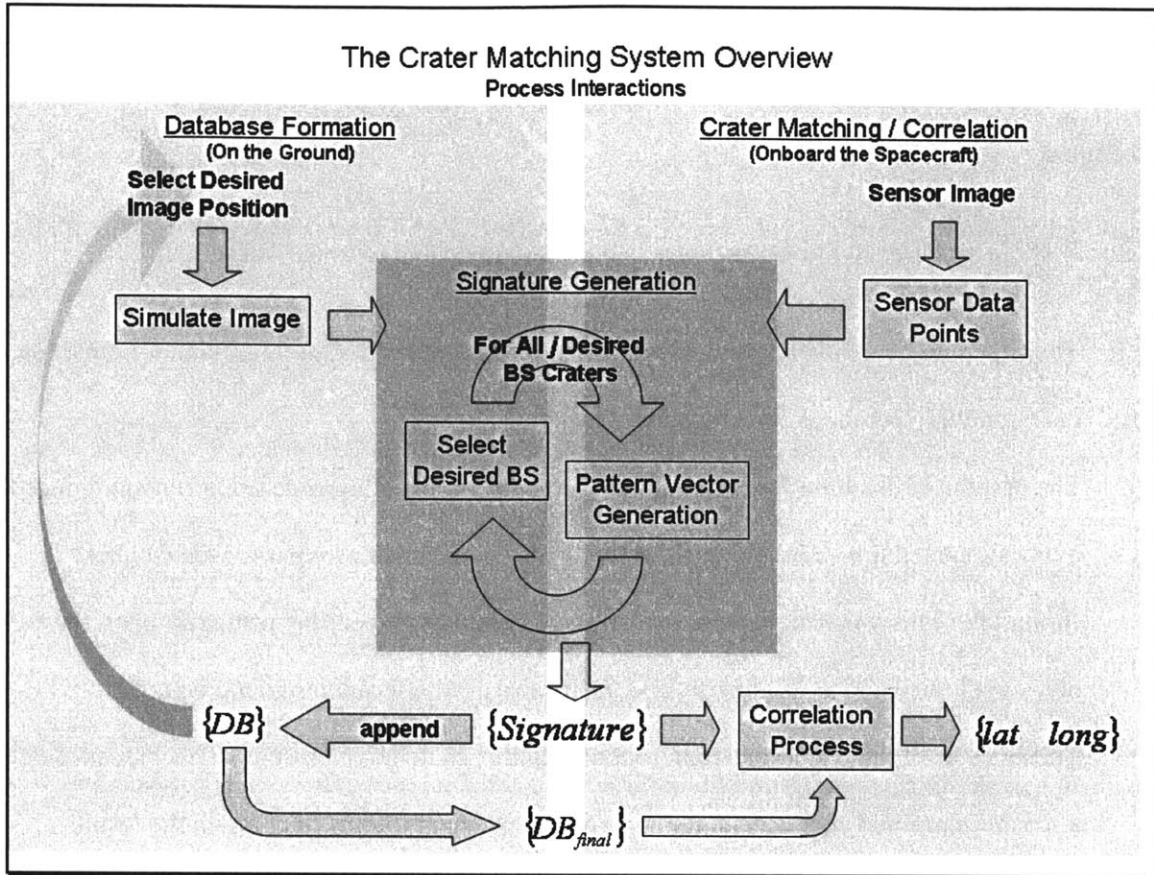 The Crater Matching System Overview
Process Interactions
Database Formation
(On the Ground)
Select Desired
Image Position
Simulate Image
Crater Matching / Correlation
(Onboard the Spacecraft)
Sensor Image
Sensor Data
Points
Signature Generation
For All / Desired
BS Craters
Select
Desired BS
Pattern Vector
Generation
{DB}
append
{Signature}
Correlation
Process
{lat long}
{DB_final}